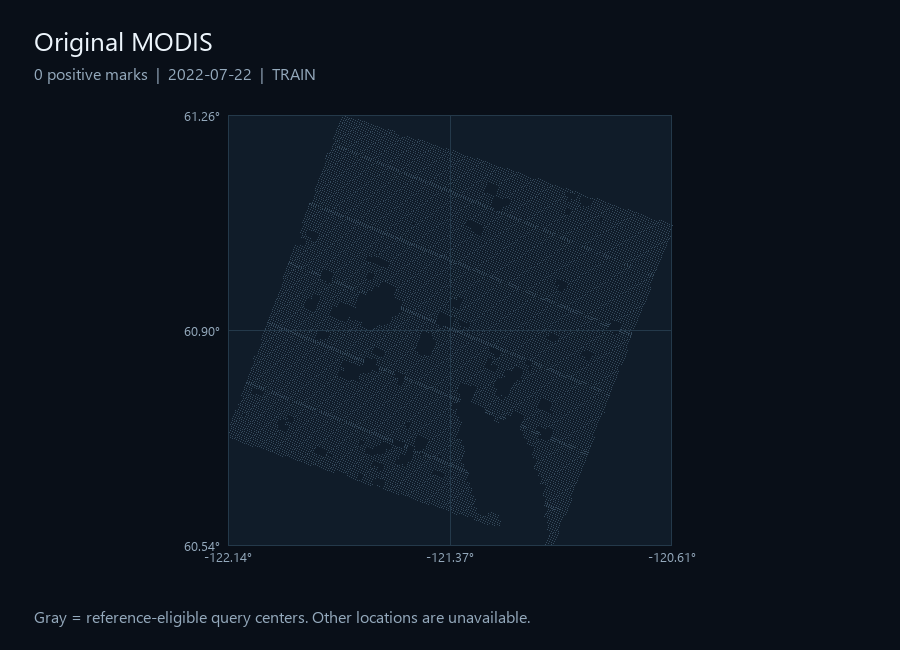 Original MODIS
0 positive marks | 2022-07-22 | TRAIN
61.26°
60.90°
60.54°
-122.14°
-121.37°
-120.61°
Gray = reference-eligible query centers. Other locations are unavailable.